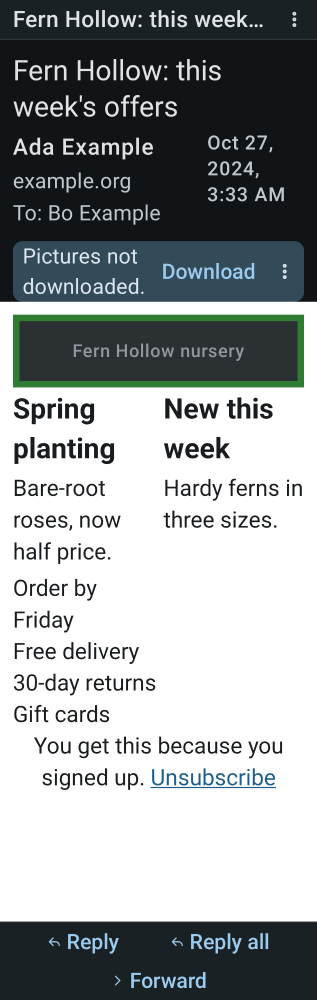 Fern Hollow: this week…
Fern Hollow: this
week's offers
Ada Example
example.org
To: Bo Example
Oct 27,
2024,
3:33 AM
Pictures not
downloaded.
Download
Fern Hollow nursery
Spring
planting
Bare-root
roses, now
half price.
New this
week
Hardy ferns in
three sizes.
Order by
Friday
Free delivery
30-day returns
Gift cards
You get this because you
signed up. Unsubscribe
Reply
Reply all
Forward